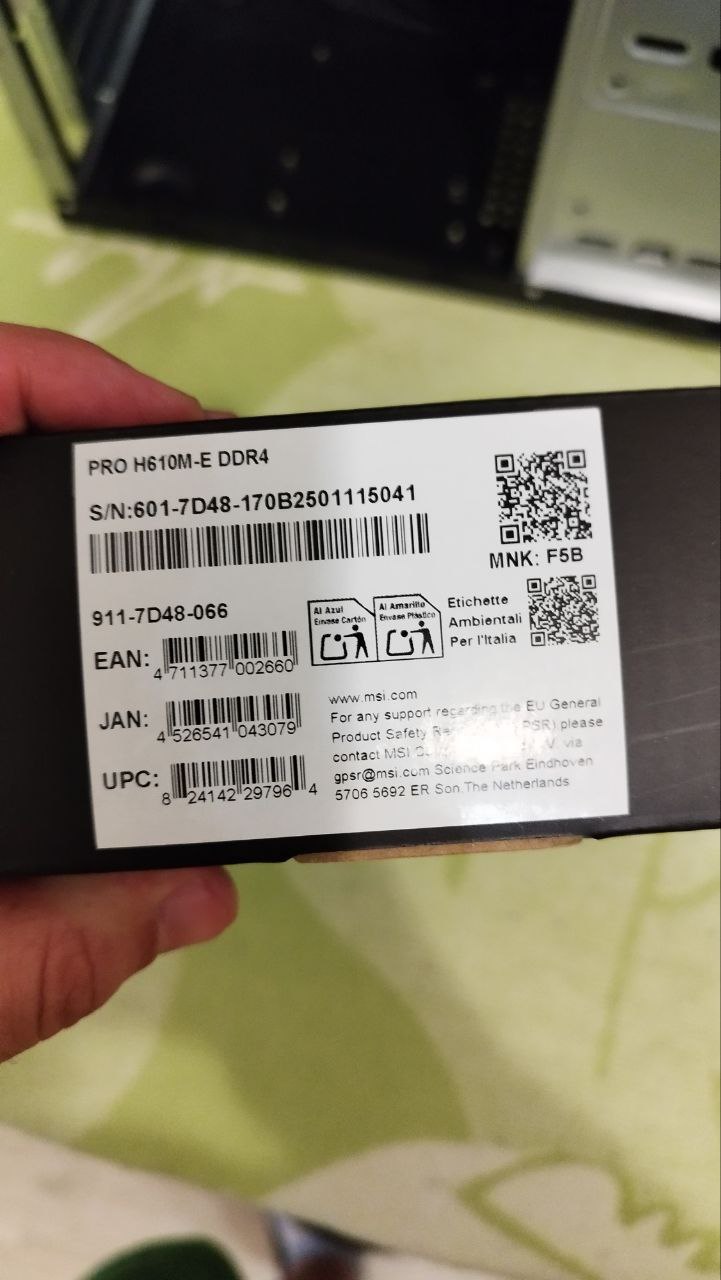 PRO H610M-E DDR4
S/N:601-7D48-170B2501115041
MNK: F5B
911-7D48-066
Al Azul
Envase Cartón
Al Amarillo
Envase Plástico
Etichette
Ambientali
Per l'Italia
EAN:
4 711377 002660
JAN:
4 526541 043079
UPC:
8 24142 29796 4
www.msi.com
For any support regarding the EU General
Product Safety PSR),please
contact MSI V. via
gpsr@msi.com Science Park Eindhoven
5706 5692 ER Son.The Netherlands